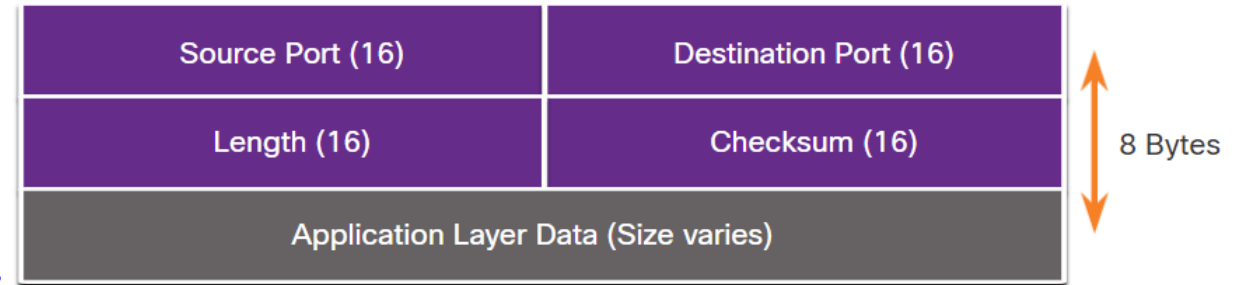 Source Port (16) Destination Port (16)
Length (16) Checksum (16)
8 Bytes
Application Layer Data (Size varies)